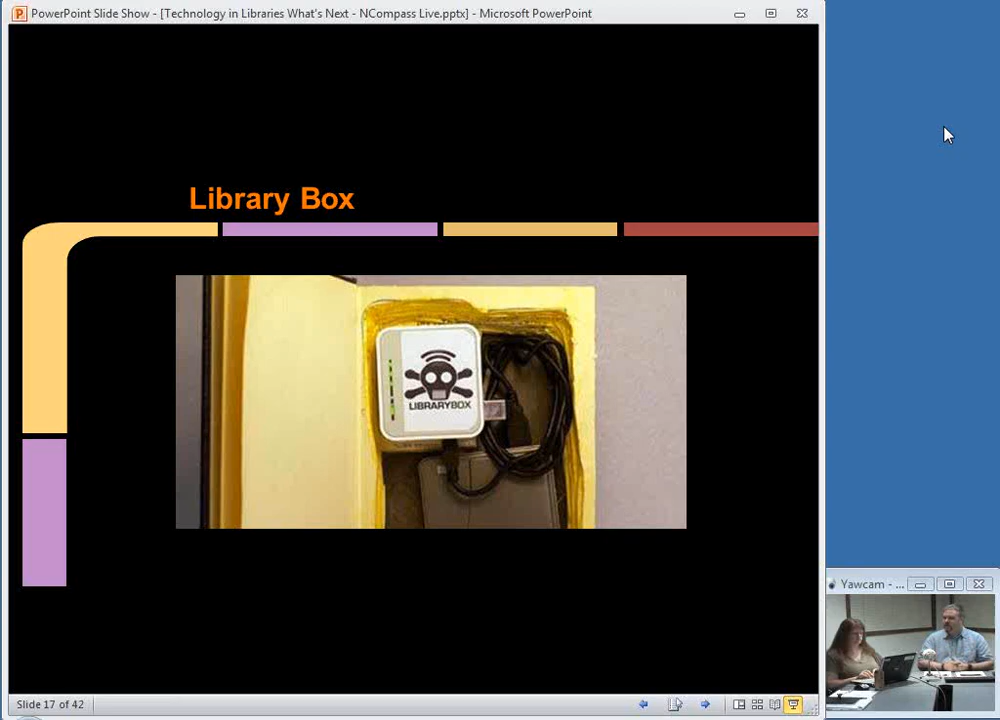 PowerPoint Slide Show - [Technology in Libraries What's Next - NCompass Live.pptx] - Microsoft PowerPoint
Library Box
LIBRARYBOX
Yawcam - ...
Slide 17 of 42